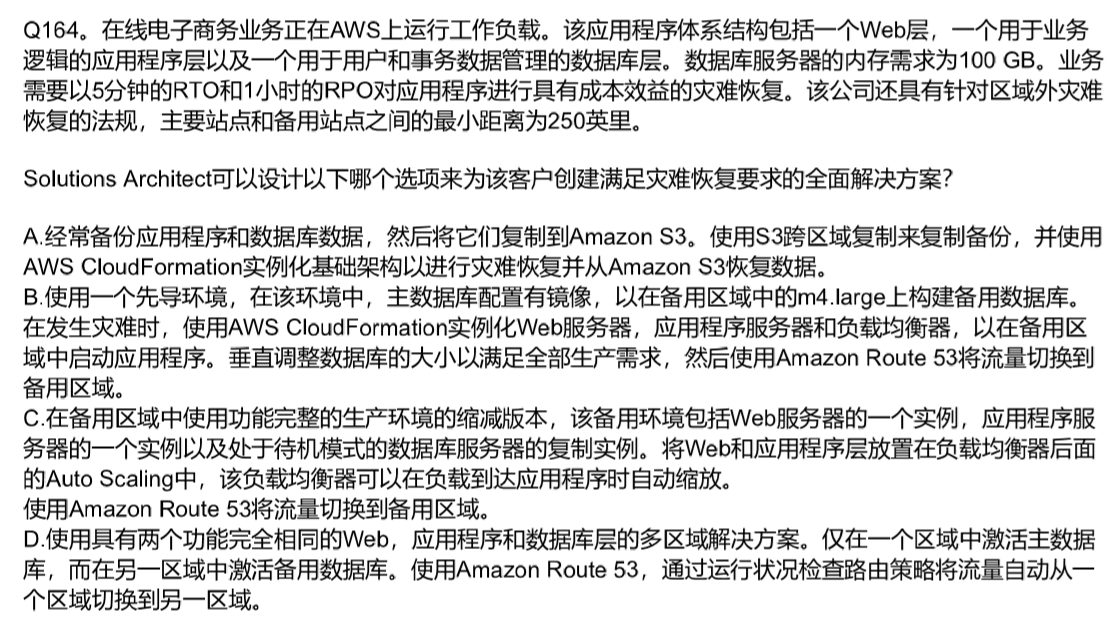 Q164。在线电子商务业务正在AWS上运行工作负载。该应用程序体系结构包括一个Web层，一个用于业务
逻辑的应用程序层以及一个用于用户和事务数据管理的数据库层。数据库服务器的内存需求为100 GB。业务
需要以5分钟的RTO和1小时的RPO对应用程序进行具有成本效益的灾难恢复。该公司还具有针对区域外灾难
恢复的法规，主要站点和备用站点之间的最小距离为250英里。
Solutions Architect可以设计以下哪个选项来为该客户创建满足灾难恢复要求的全面解决方案？
A.经常备份应用程序和数据库数据，然后将它们复制到Amazon S3。使用S3跨区域复制来复制备份，并使用
AWS CloudFormation实例化基础架构以进行灾难恢复并从Amazon S3恢复数据。
B.使用一个先导环境，在该环境中，主数据库配置有镜像，以在备用区域中的m4.large上构建备用数据库。
在发生灾难时，使用AWS CloudFormation实例化Web服务器，应用程序服务器和负载均衡器，以在备用区
域中启动应用程序。垂直调整数据库的大小以满足全部生产需求，然后使用Amazon Route 53将流量切换到
备用区域。
C.在备用区域中使用功能完整的生产环境的缩减版本，该备用环境包括Web服务器的一个实例，应用程序服
务器的一个实例以及处于待机模式的数据库服务器的复制实例。将Web和应用程序层放置在负载均衡器后面
的Auto Scaling中，该负载均衡器可以在负载到达应用程序时自动缩放。
使用Amazon Route 53将流量切换到备用区域。
D.使用具有两个功能完全相同的Web，应用程序和数据库层的多区域解决方案。仅在一个区域中激活主数据
库，而在另一区域中激活备用数据库。使用Amazon Route 53，通过运行状况检查路由策略将流量自动从一
个区域切换到另一区域。